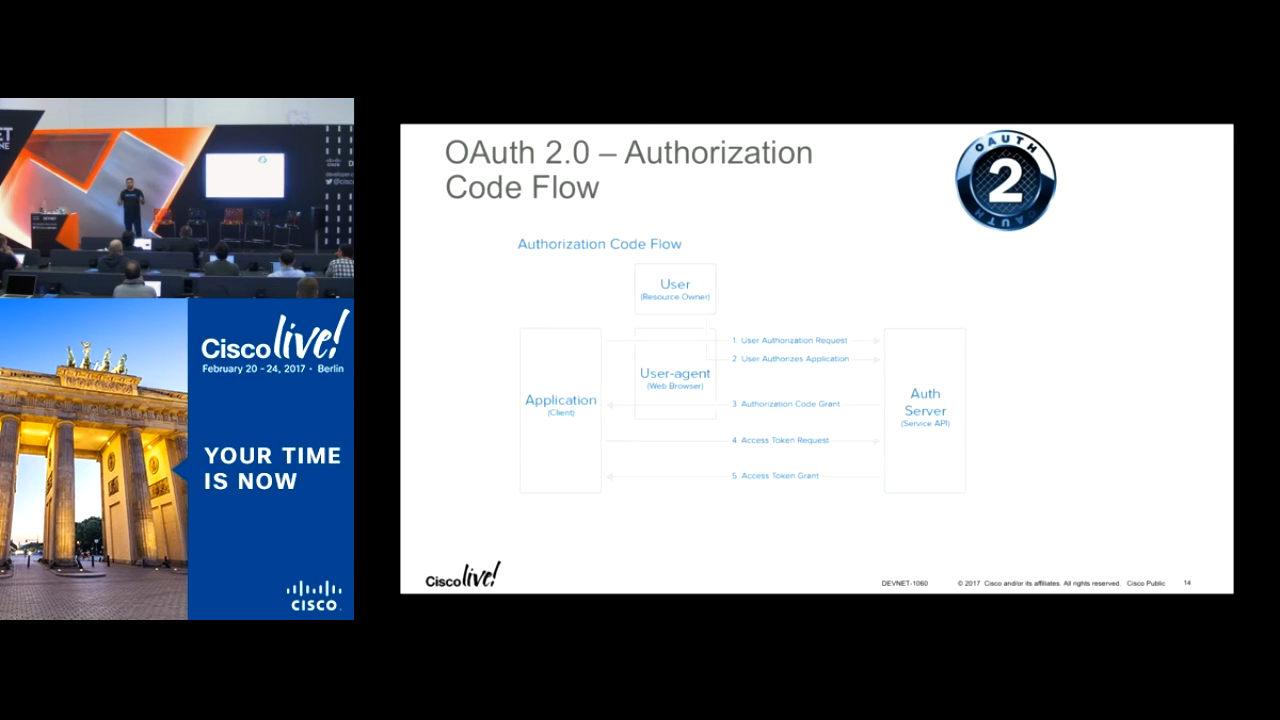 OAuth 2.0 – Authorization
Code Flow
OAUTH
2
OAUTH
Authorization Code Flow
User
(Resource Owner)
1. User Authorization Request
2 User Authorizes Application
User-agent
(Web Browser)
Application
(Client)
3. Authorization Code Grant
Auth
Server
(Service API)
4 Access Token Request
5 Access Token Grant
Cisco live!
DEVNET-1060 © 2017 Cisco and/or its affiliates. All rights reserved. Cisco Public 14
Cisco live!
February 20 - 24, 2017 • Berlin
YOUR TIME
IS NOW
CISCO.